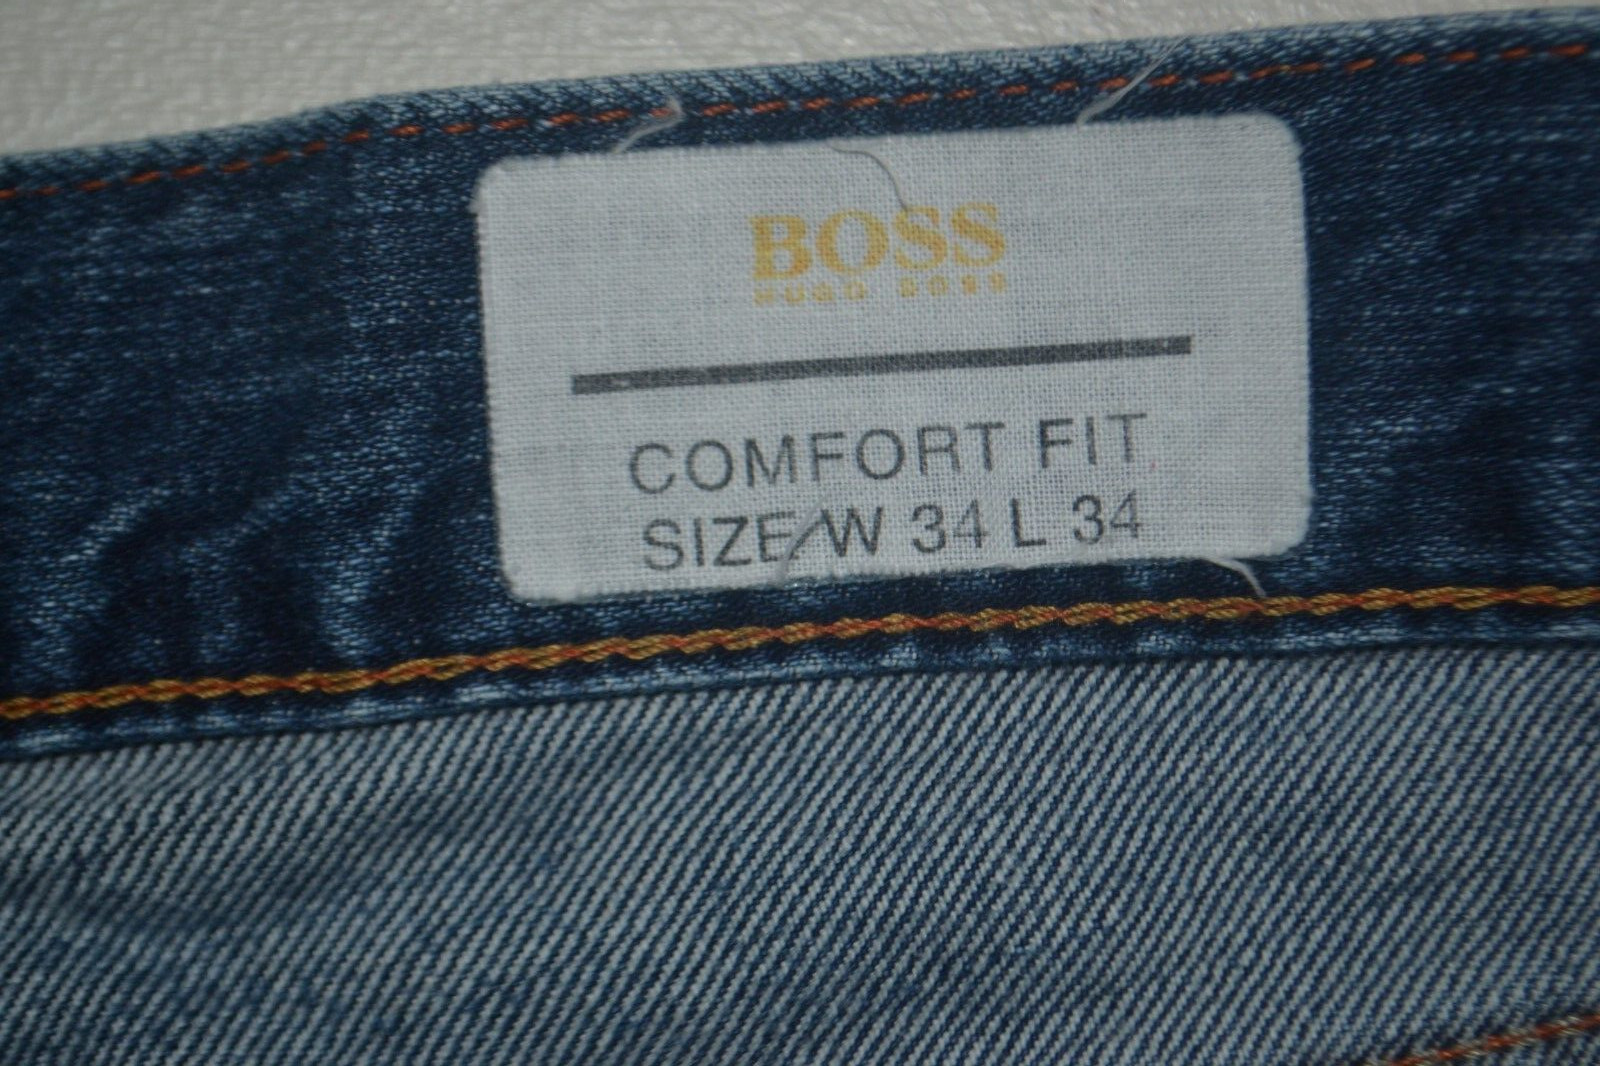 BOSS
HUGO BOSS
COMFORT FIT
SIZE W 34 L 34